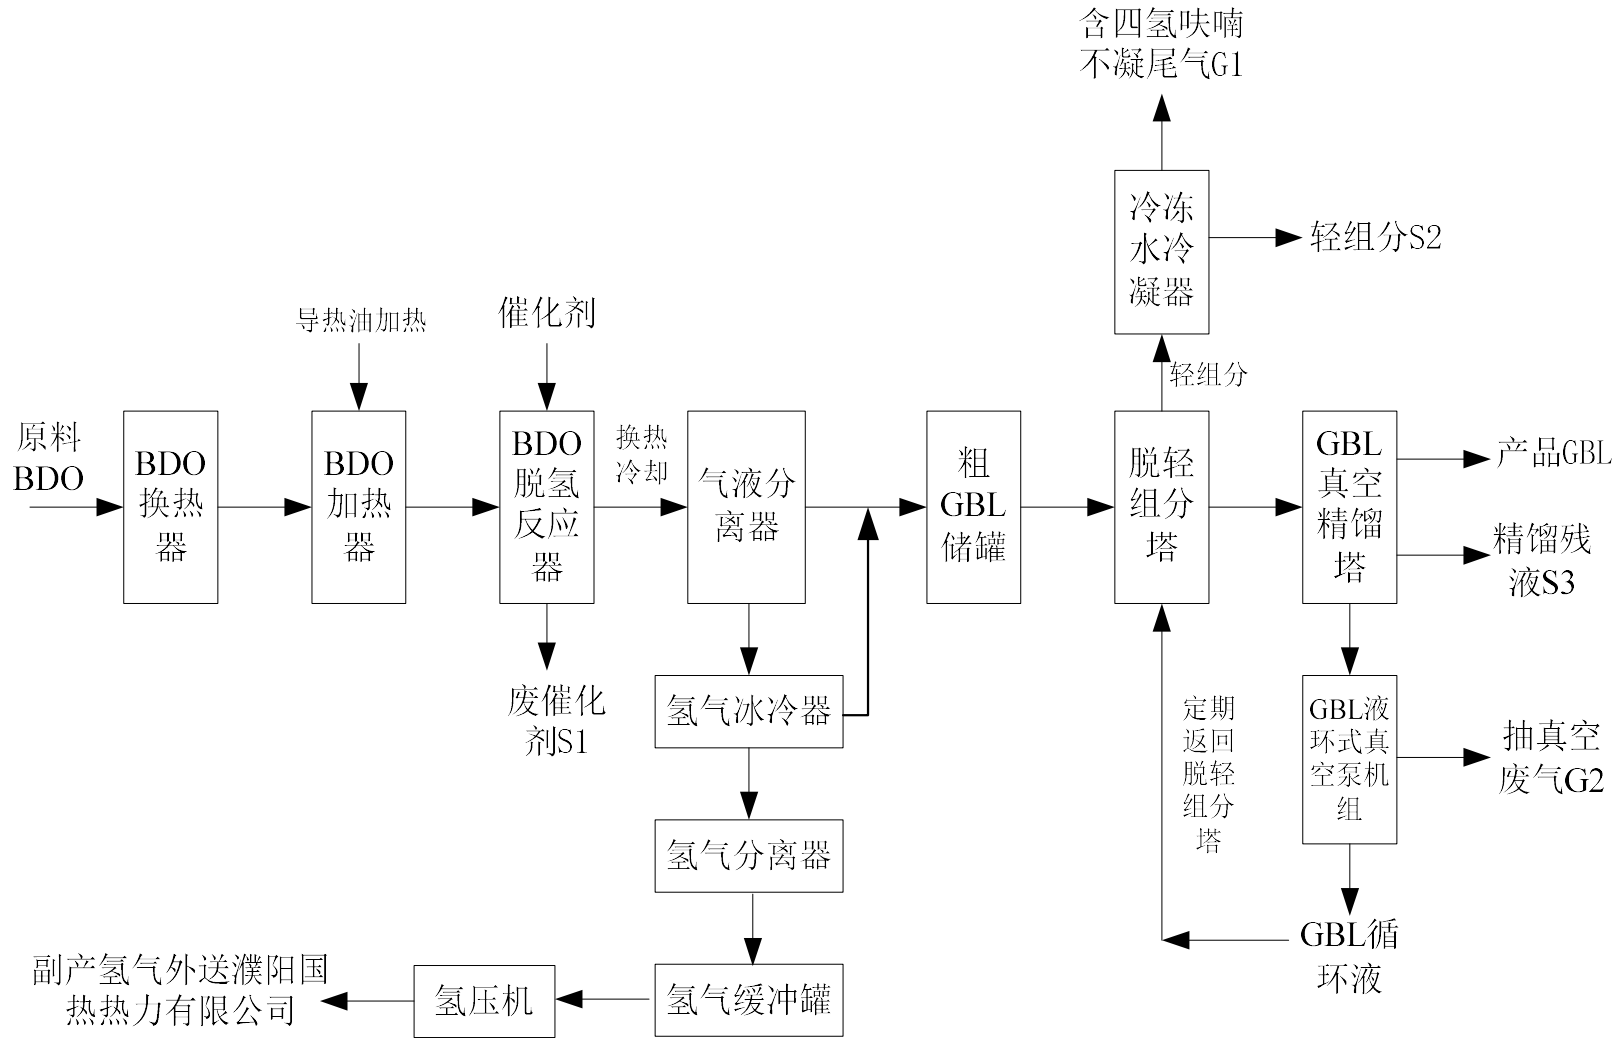 含四氢呋喃
不凝尾气G1
冷冻
水冷
凝器
轻组分S2
导热油加热
催化剂
轻组分
原料
BDO
BDO
换热
器
BDO
加热
器
BDO
脱氢
反应
器
换热
冷却
气液分
离器
粗
GBL
储罐
脱轻
组分
塔
GBL
真空
精馏
塔
产品GBL
精馏残
液S3
废催化
剂S1
氢气冰冷器
定期
返回
脱轻
组分
塔
GBL液
环式真
空泵机
组
抽真空
废气G2
氢气分离器
GBL循
环液
副产氢气外送濮阳国
热热力有限公司
氢压机
氢气缓冲罐